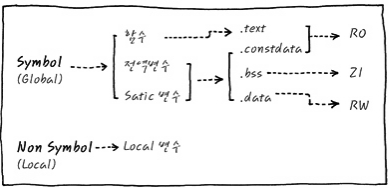 함수 .text RO
.constdata
Symbol 전역변수 .bss ZI
(Global)
Satic 변수 .data RW
Non Symbol Local 변수
(Local)